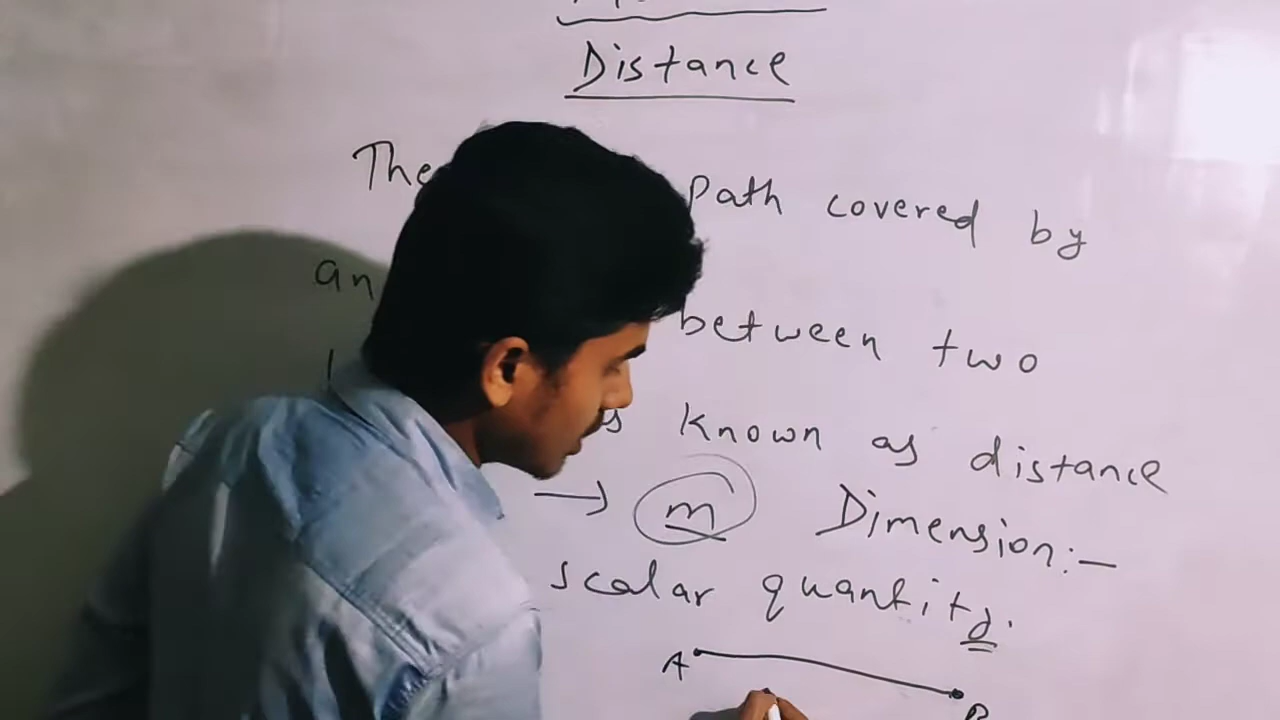 Distance
The Path covered by
an between two
known as distance
→ m Dimension:—
scalar quantity.
A
B